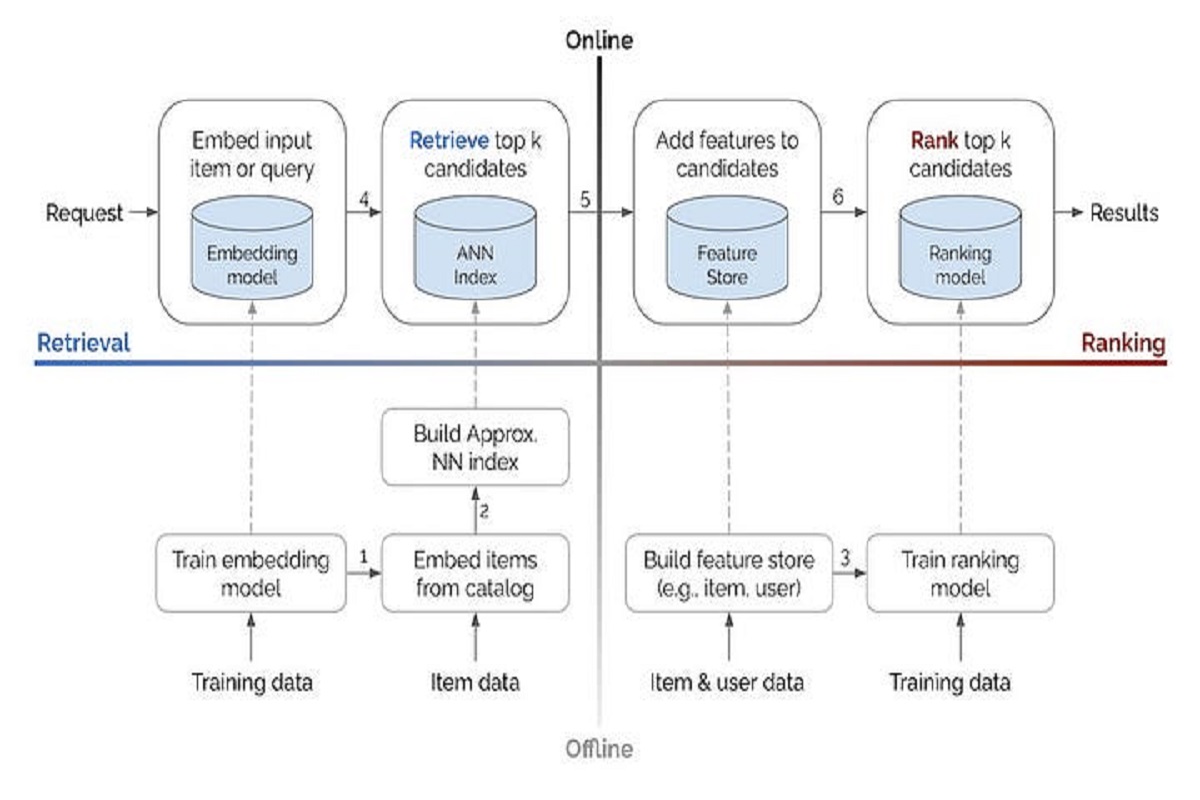 Online
Embed input
item or query
Embedding
model
Retrieve top k
candidates
ANN
Index
Add features to
candidates
Feature
Store
Rank top k
candidates
Ranking
model
Request
4
5
6
Results
Retrieval
Ranking
Build Approx.
NN index
2
Train embedding
model
1
Embed items
from catalog
Build feature store
(e.g., item, user)
3
Train ranking
model
Training data
Item data
Item & user data
Training data
Offline